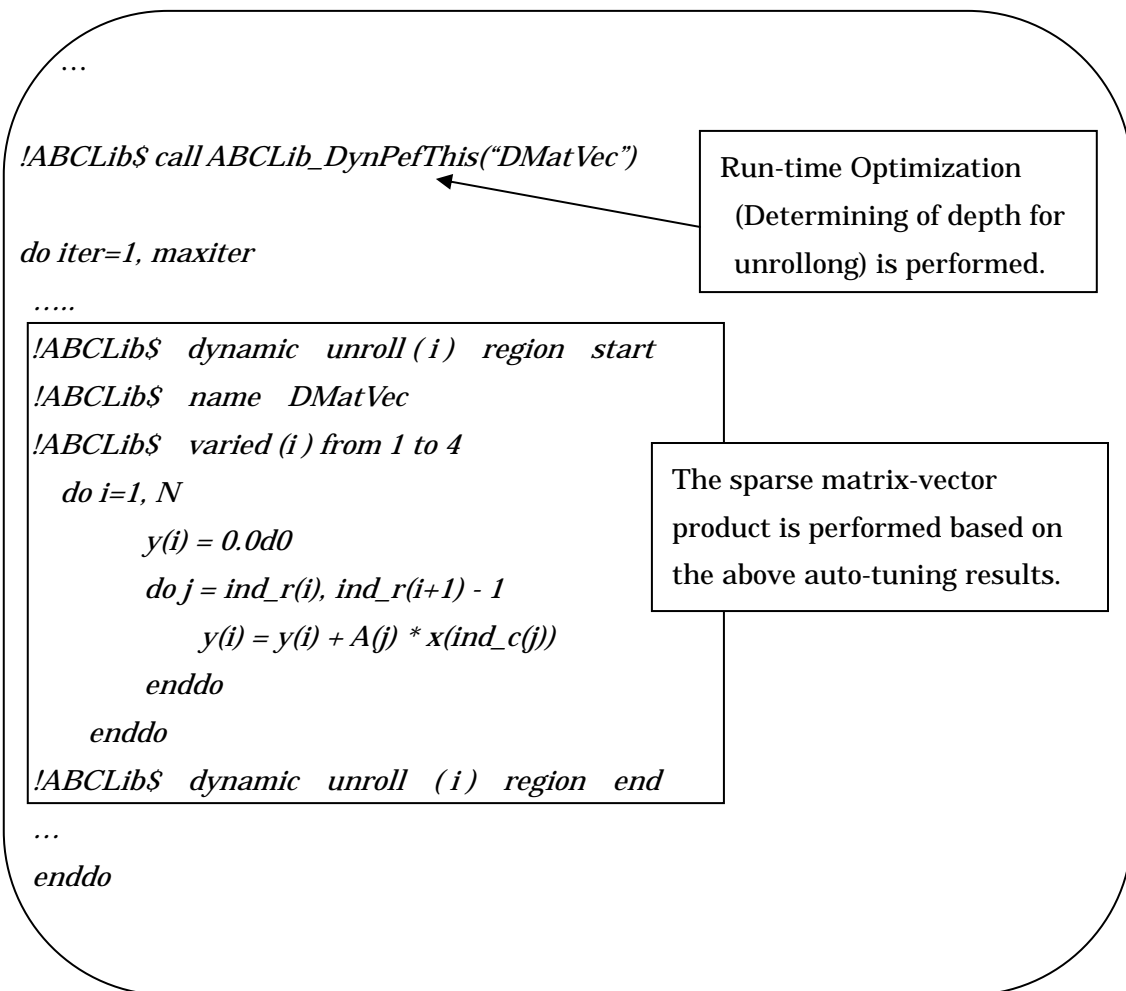 …
!ABCLib$ call ABCLib_DynPefThis(“DMatVec”)
Run-time Optimization
(Determining of depth for
unrollong) is performed.
do iter=1, maxiter
…..
!ABCLib$ dynamic unroll ( i ) region start
!ABCLib$ name DMatVec
!ABCLib$ varied (i ) from 1 to 4
do i=1, N
y(i) = 0.0d0
do j = ind_r(i), ind_r(i+1) - 1
y(i) = y(i) + A(j) * x(ind_c(j))
enddo
enddo
!ABCLib$ dynamic unroll ( i ) region end
The sparse matrix-vector
product is performed based on
the above auto-tuning results.
…
enddo